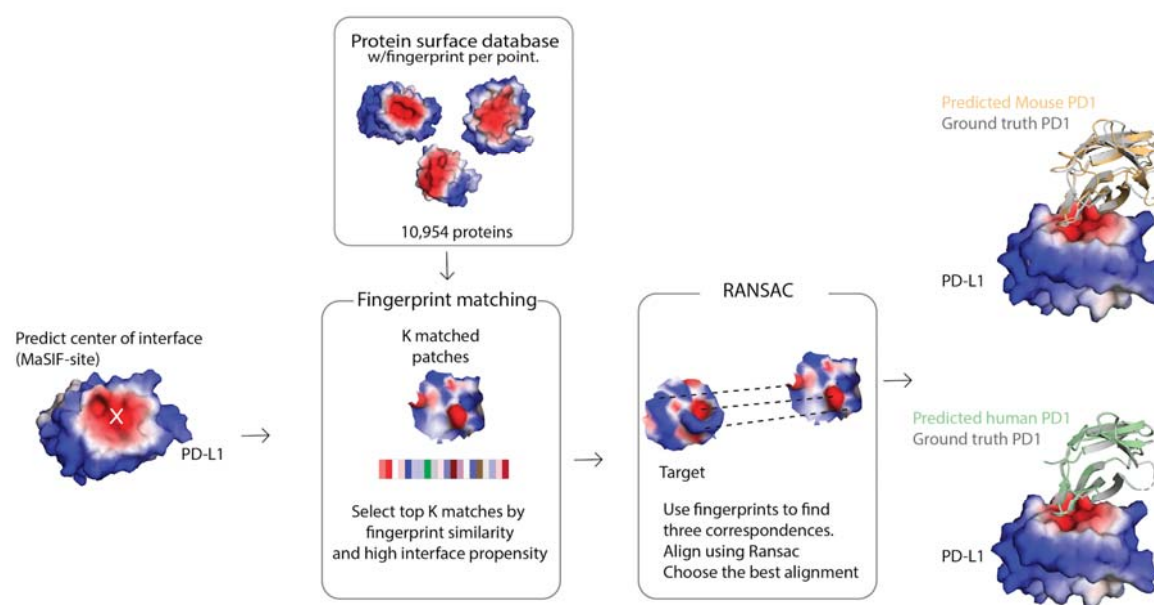 Protein surface database
w/fingerprint per point.
10,954 proteins
Predict center of interface
(MaSIF-site)
X
PD-L1
Fingerprint matching
K matched
patches
Select top K matches by
fingerprint similarity
and high interface propensity
RANSAC
Target
Use fingerprints to find
three correspondences.
Align using Ransac
Choose the best alignment
Predicted Mouse PD1
Ground truth PD1
PD-L1
Predicted human PD1
Ground truth PD1
PD-L1